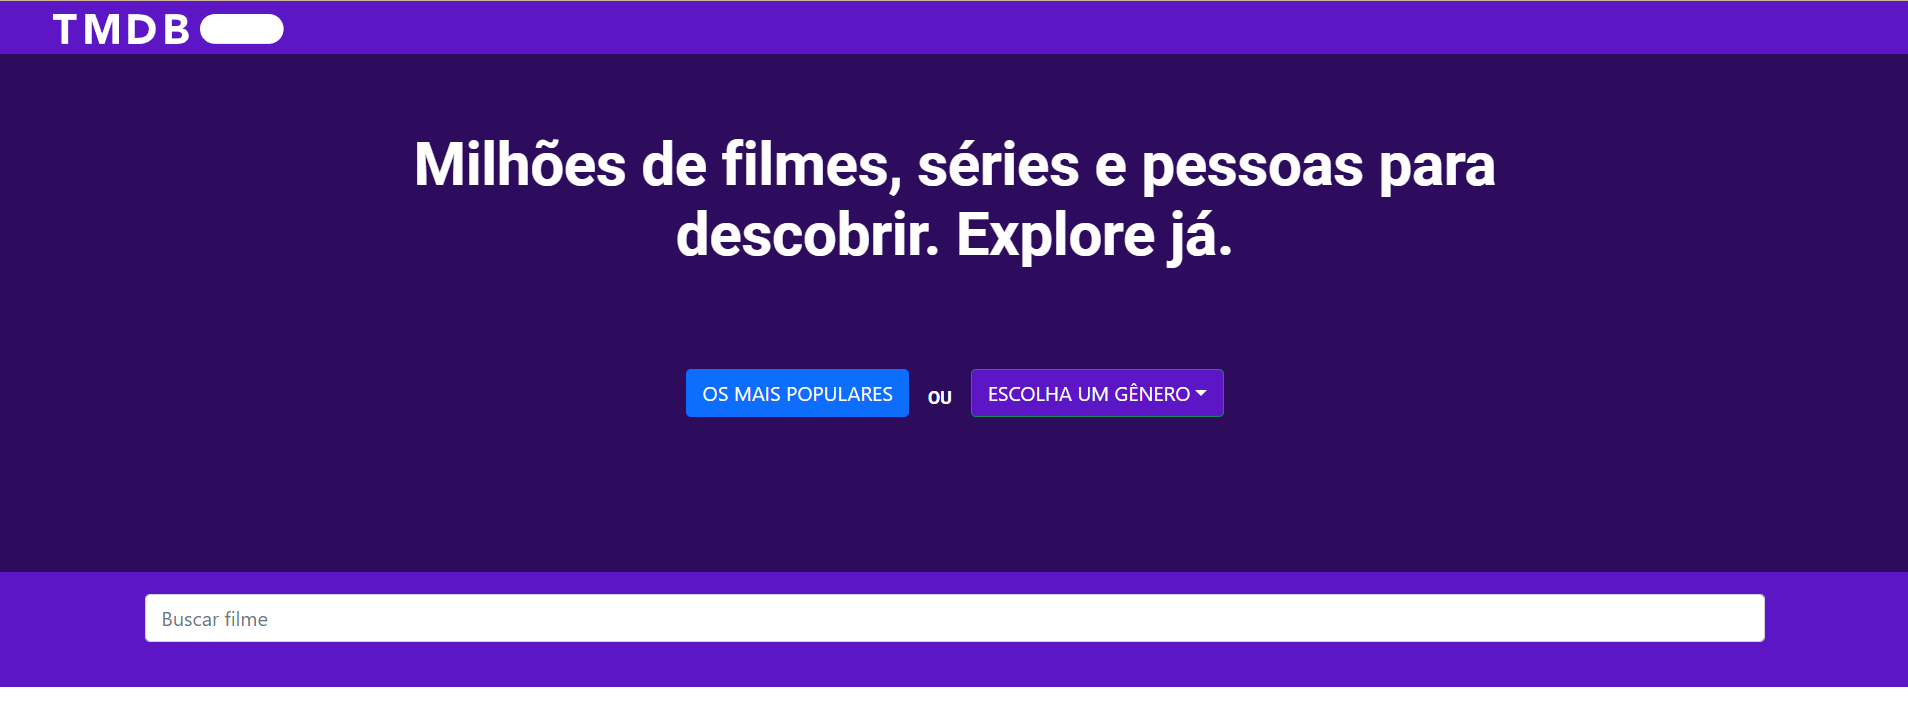 TMDB
Milhões de filmes, séries e pessoas para
descobrir. Explore já.
OS MAIS POPULARES
OU
ESCOLHA UM GÊNERO
Buscar filme